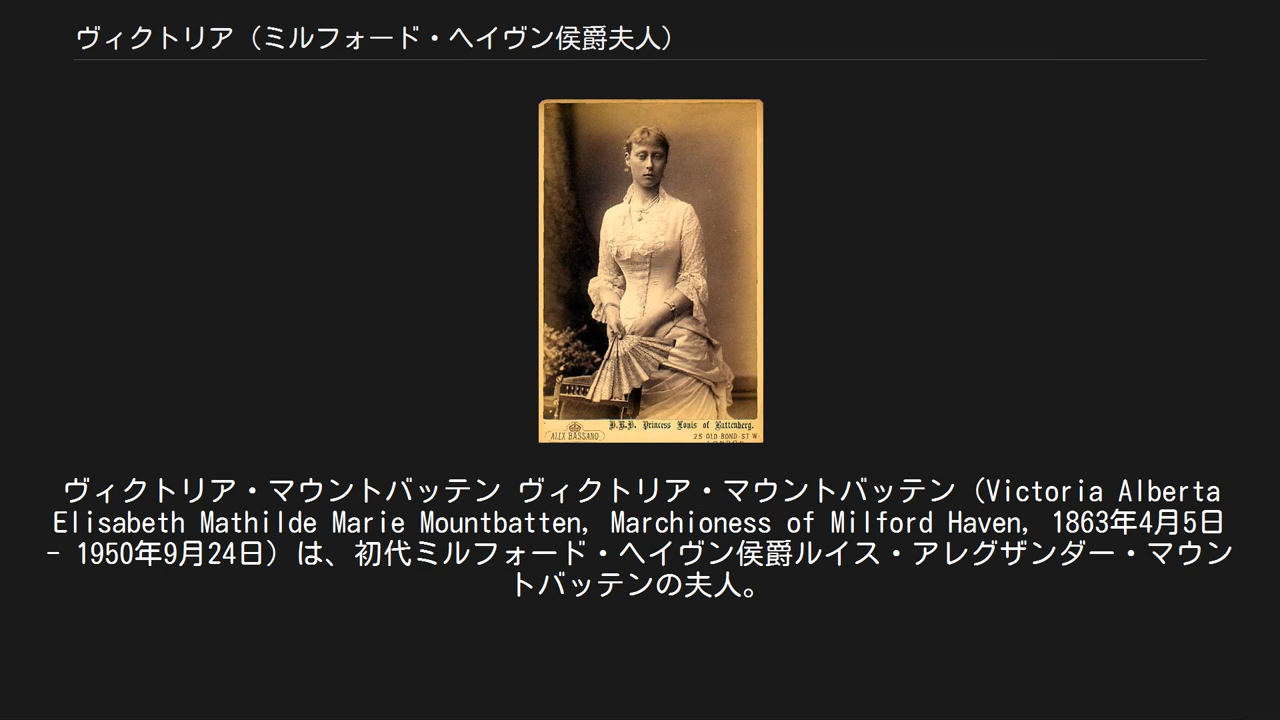 ヴィクトリア（ミルフォード・ヘイヴン侯爵夫人）
H.R.H. Princess Louis of Battenberg.
ALEX BASSANO
25 OLD BOND·ST·W·
LONDON
ヴィクトリア・マウントバッテン ヴィクトリア・マウントバッテン（Victoria Alberta
Elisabeth Mathilde Marie Mountbatten, Marchioness of Milford Haven, 1863年4月5日
- 1950年9月24日）は、初代ミルフォード・ヘイヴン侯爵ルイス・アレグザンダー・マウン
トバッテンの夫人。